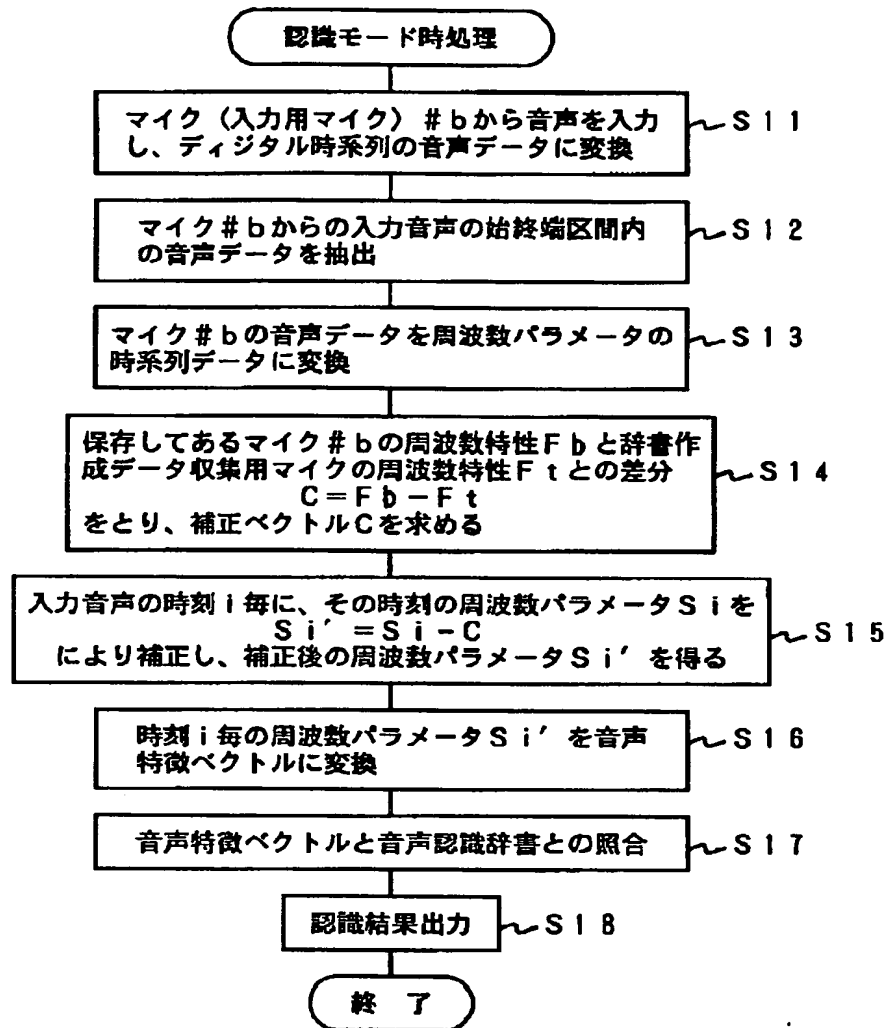 認識モード時処理
マイク(入力用マイク)#bから音声を入力
し、ディジタル時系列の音声データに変換
S11
マイク#bからの入力音声の始終端区間内
の音声データを抽出
S12
マイク#bの音声データを周波数パラメータの
時系列データに変換
S13
保存してあるマイク#bの周波数特性Fbと辞書作
成データ収集用マイクの周波数特性Ftとの差分
C=Fb-Ft
をとり、補正ベクトルCを求める
S14
入力音声の時刻i毎に、その時刻の周波数パラメータSiを
Si′=Si-C
により補正し、補正後の周波数パラメータSi′を得る
S15
時刻i毎の周波数パラメータSi′を音声
特徴ベクトルに変換
S16
音声特徴ベクトルと音声認識辞書との照合
S17
認識結果出力
S18
終 了